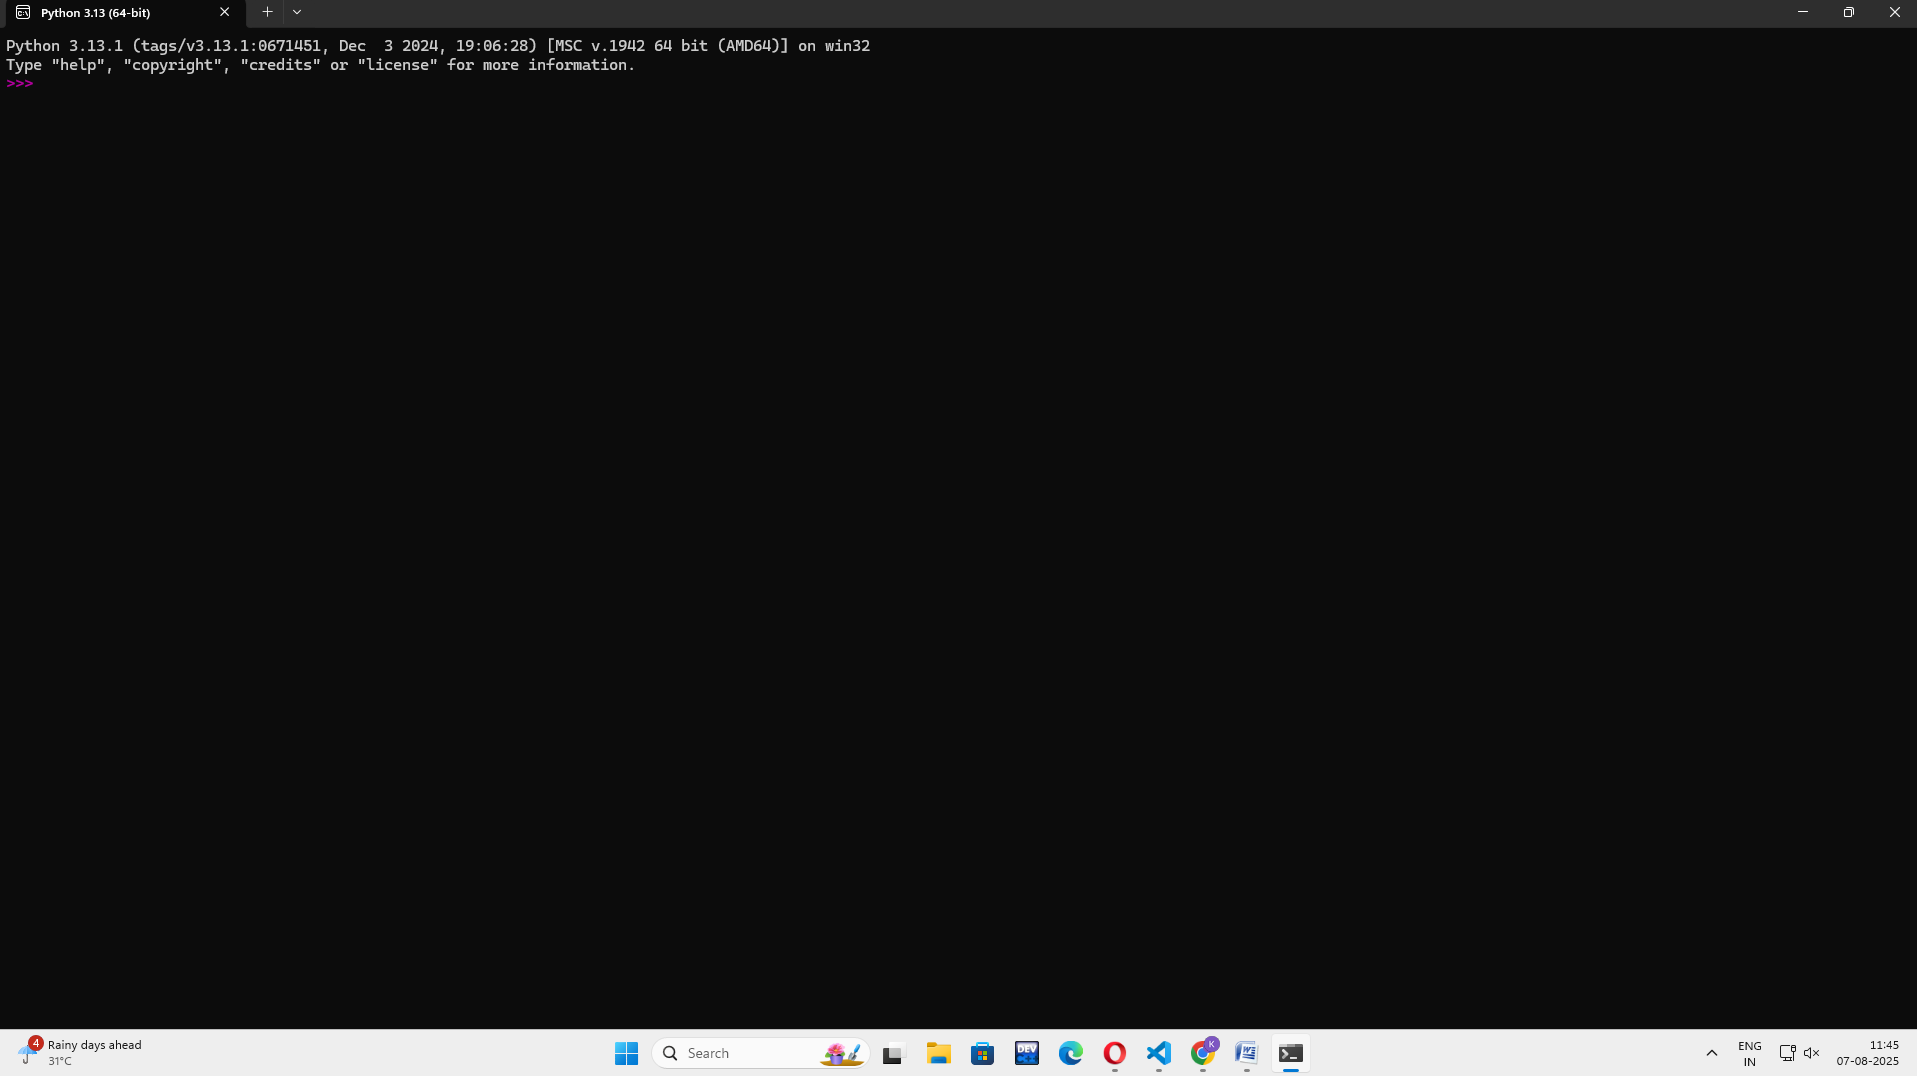 Python 3.13 (64-bit)
Python 3.13.1 (tags/v3.13.1:0671451, Dec  3 2024, 19:06:28) [MSC v.1942 64 bit (AMD64)] on win32
Type "help", "copyright", "credits" or "license" for more information.
>>>
4
Rainy days ahead
31°C
Search
DEV
C++
K
W
ENG
IN
11:45
07-08-2025